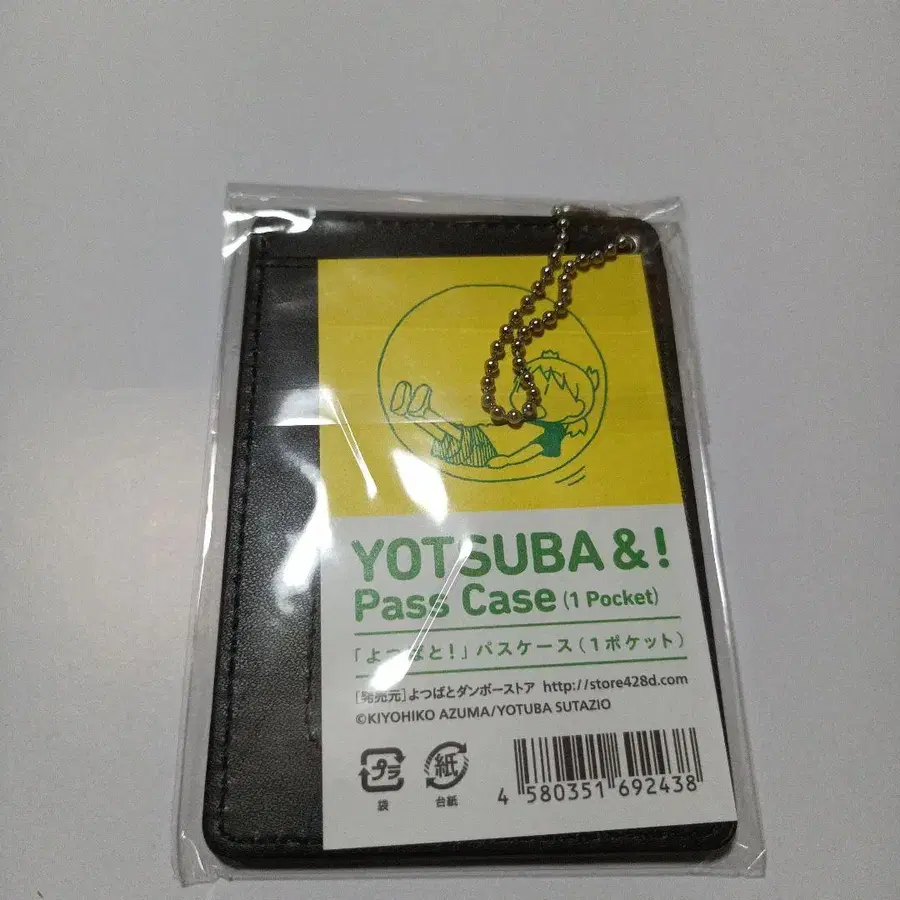 YOTSUBA &!
Pass Case (1 Pocket)
「よつばと!」パスケース(1ポケット)
[発売元]よつばとダンボーストア http://store428d.com
©KIYOHIKO AZUMA/YOTUBA SUTAZIO
プラ 紙
袋 台紙
4 580351 692438